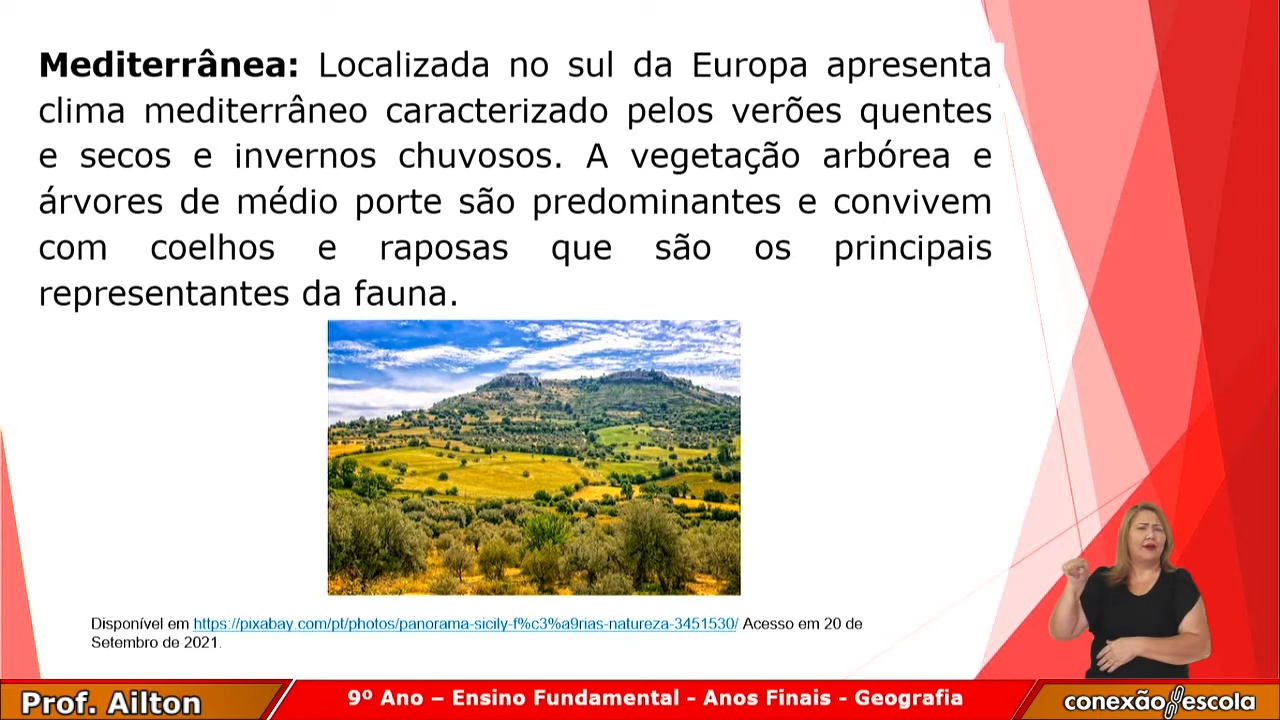 Mediterrânea: Localizada no sul da Europa apresenta
clima mediterrâneo caracterizado pelos verões quentes
e secos e invernos chuvosos. A vegetação arbórea e
árvores de médio porte são predominantes e convivem
com coelhos e raposas que são os principais
representantes da fauna.
Disponível em https://pixabay.com/pt/photos/panorama-sicily-f%c3%a9rias-natureza-3451530/ Acesso em 20 de
Setembro de 2021.
Prof. Ailton
9º Ano – Ensino Fundamental - Anos Finais - Geografia
conexão escola